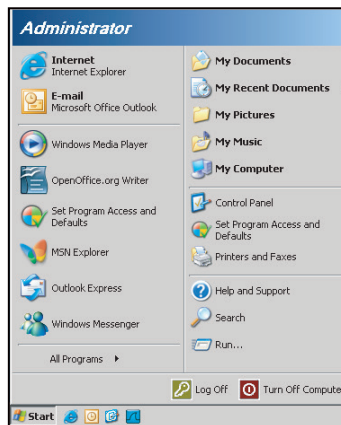 Administrator
Internet
Internet Explorer
E-mail
Microsoft Office Outlook
Windows Media Player
OpenOffice.org Writer
Set Program Access and
Defaults
MSN Explorer
Outlook Express
Windows Messenger
All Programs
My Documents
My Recent Documents
My Pictures
My Music
My Computer
Control Panel
Set Program Access and
Defaults
Printers and Faxes
Help and Support
Search
Run...
Log Off
Turn Off Compute
Start